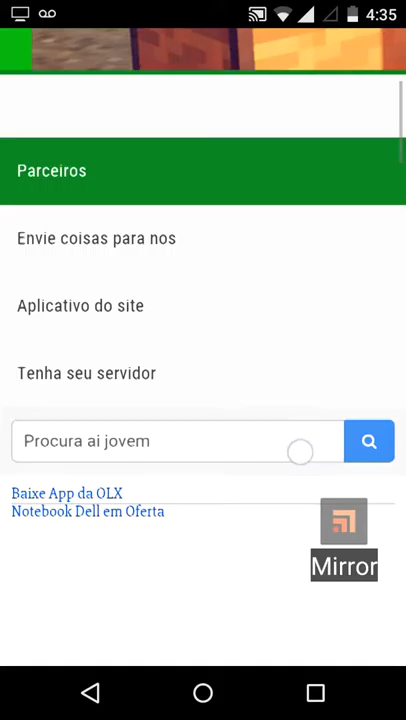 4:35
Parceiros
Envie coisas para nos
Aplicativo do site
Tenha seu servidor
Procura ai jovem
Baixe App da OLX
Notebook Dell em Oferta
Mirror